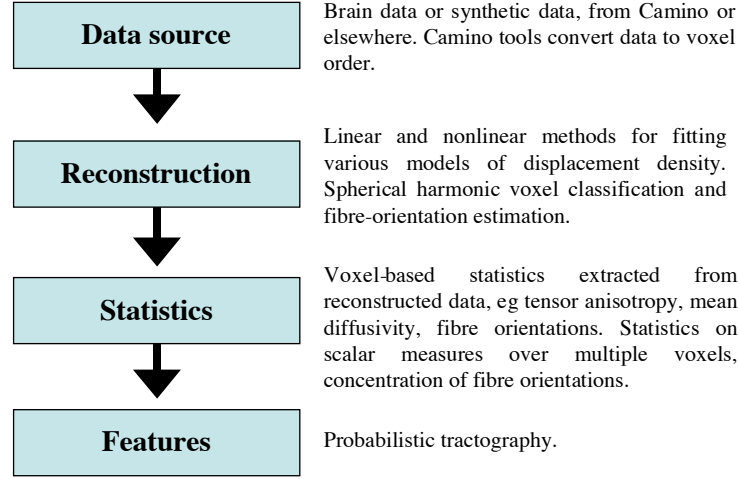 Data source
Brain data or synthetic data, from Camino or
elsewhere. Camino tools convert data to voxel
order.
Reconstruction
Linear and nonlinear methods for fitting
various models of displacement density.
Spherical harmonic voxel classification and
fibre-orientation estimation.
Statistics
Voxel-based statistics extracted from
reconstructed data, eg tensor anisotropy, mean
diffusivity, fibre orientations. Statistics on
scalar measures over multiple voxels,
concentration of fibre orientations.
Features
Probabilistic tractography.